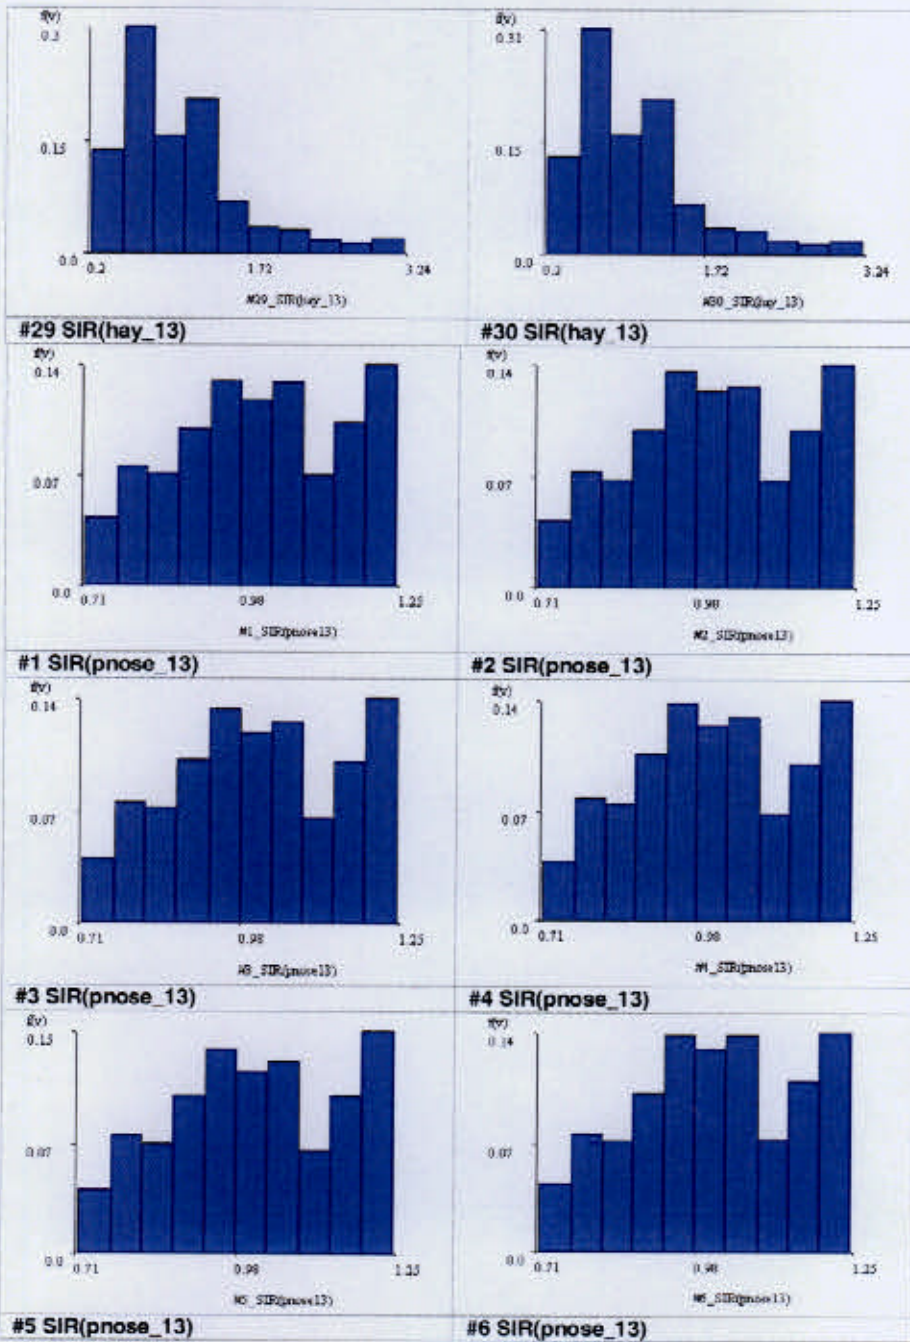 f(v)
0.3
0.15
0.0
0.2
1.72
3.24
#29_SIR(hay_13)
#29 SIR(hay_13)
f(v)
0.31
0.15
0.0
0.2
1.72
3.24
#30_SIR(hay_13)
#30 SIR(hay_13)
f(v)
0.14
0.07
0.0
0.71
0.98
1.25
#1_SIR(pnose13)
#1 SIR(pnose_13)
f(v)
0.14
0.07
0.0
0.71
0.98
1.25
#2_SIR(pnose13)
#2 SIR(pnose_13)
f(v)
0.14
0.07
0.0
0.71
0.98
1.25
#3_SIR(pnose13)
#3 SIR(pnose_13)
f(v)
0.14
0.07
0.0
0.71
0.98
1.25
#4_SIR(pnose13)
#4 SIR(pnose_13)
f(v)
0.13
0.07
0.0
0.71
0.98
1.25
#5_SIR(pnose13)
#5 SIR(pnose_13)
f(v)
0.14
0.07
0.0
0.71
0.98
1.25
#6_SIR(pnose13)
#6 SIR(pnose_13)